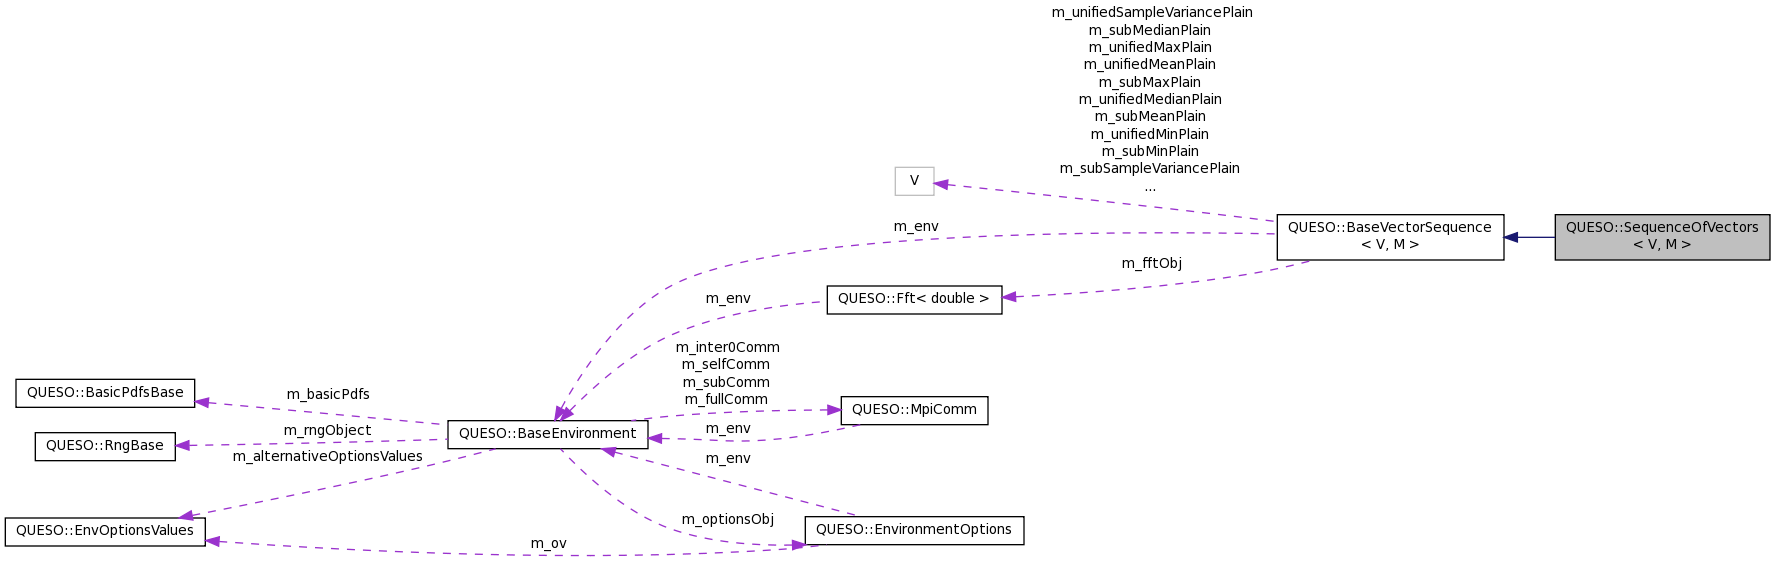 m_unifiedSampleVariancePlain
m_subMedianPlain
m_unifiedMaxPlain
m_unifiedMeanPlain
m_subMaxPlain
m_unifiedMedianPlain
m_subMeanPlain
m_unifiedMinPlain
m_subMinPlain
m_subSampleVariancePlain
...
V
m_env
QUESO::BaseVectorSequence
< V, M >
QUESO::SequenceOfVectors
< V, M >
m_fftObj
m_env
QUESO::Fft< double >
m_inter0Comm
m_selfComm
m_subComm
m_fullComm
QUESO::BasicPdfsBase
m_basicPdfs
QUESO::MpiComm
m_rngObject
QUESO::BaseEnvironment
m_env
QUESO::RngBase
m_alternativeOptionsValues
m_env
m_optionsObj
QUESO::EnvOptionsValues
QUESO::EnvironmentOptions
m_ov